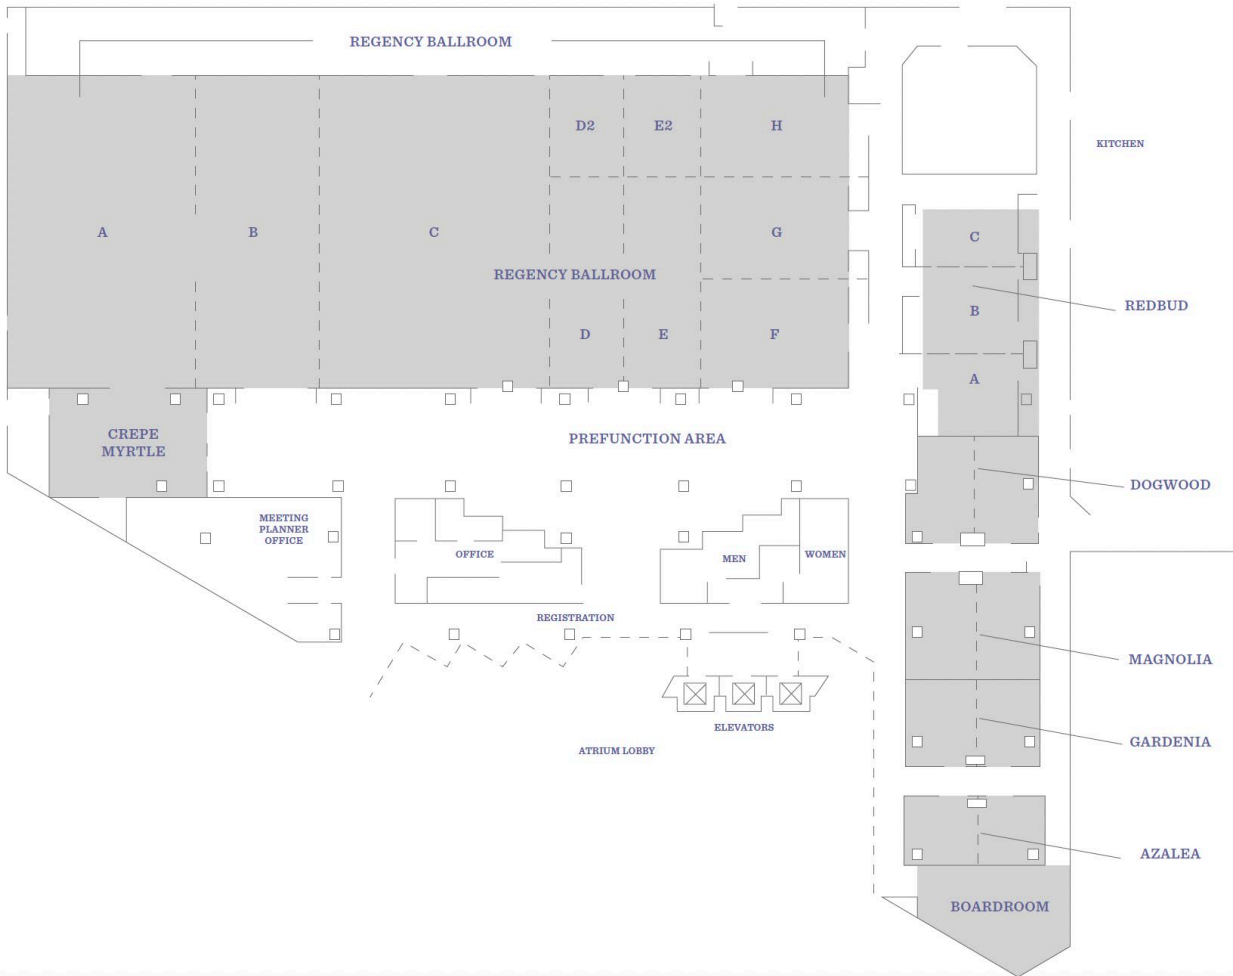 REGENCY BALLROOM
D2
E2
H
KITCHEN
A
B
C
G
C
REGENCY BALLROOM
REDBUD
B
D
E
F
A
CREPE
MYRTLE
PREFUNCTION AREA
DOGWOOD
MEETING
PLANNER
OFFICE
OFFICE
MEN
WOMEN
REGISTRATION
MAGNOLIA
ELEVATORS
GARDENIA
ATRIUM LOBBY
AZALEA
BOARDROOM